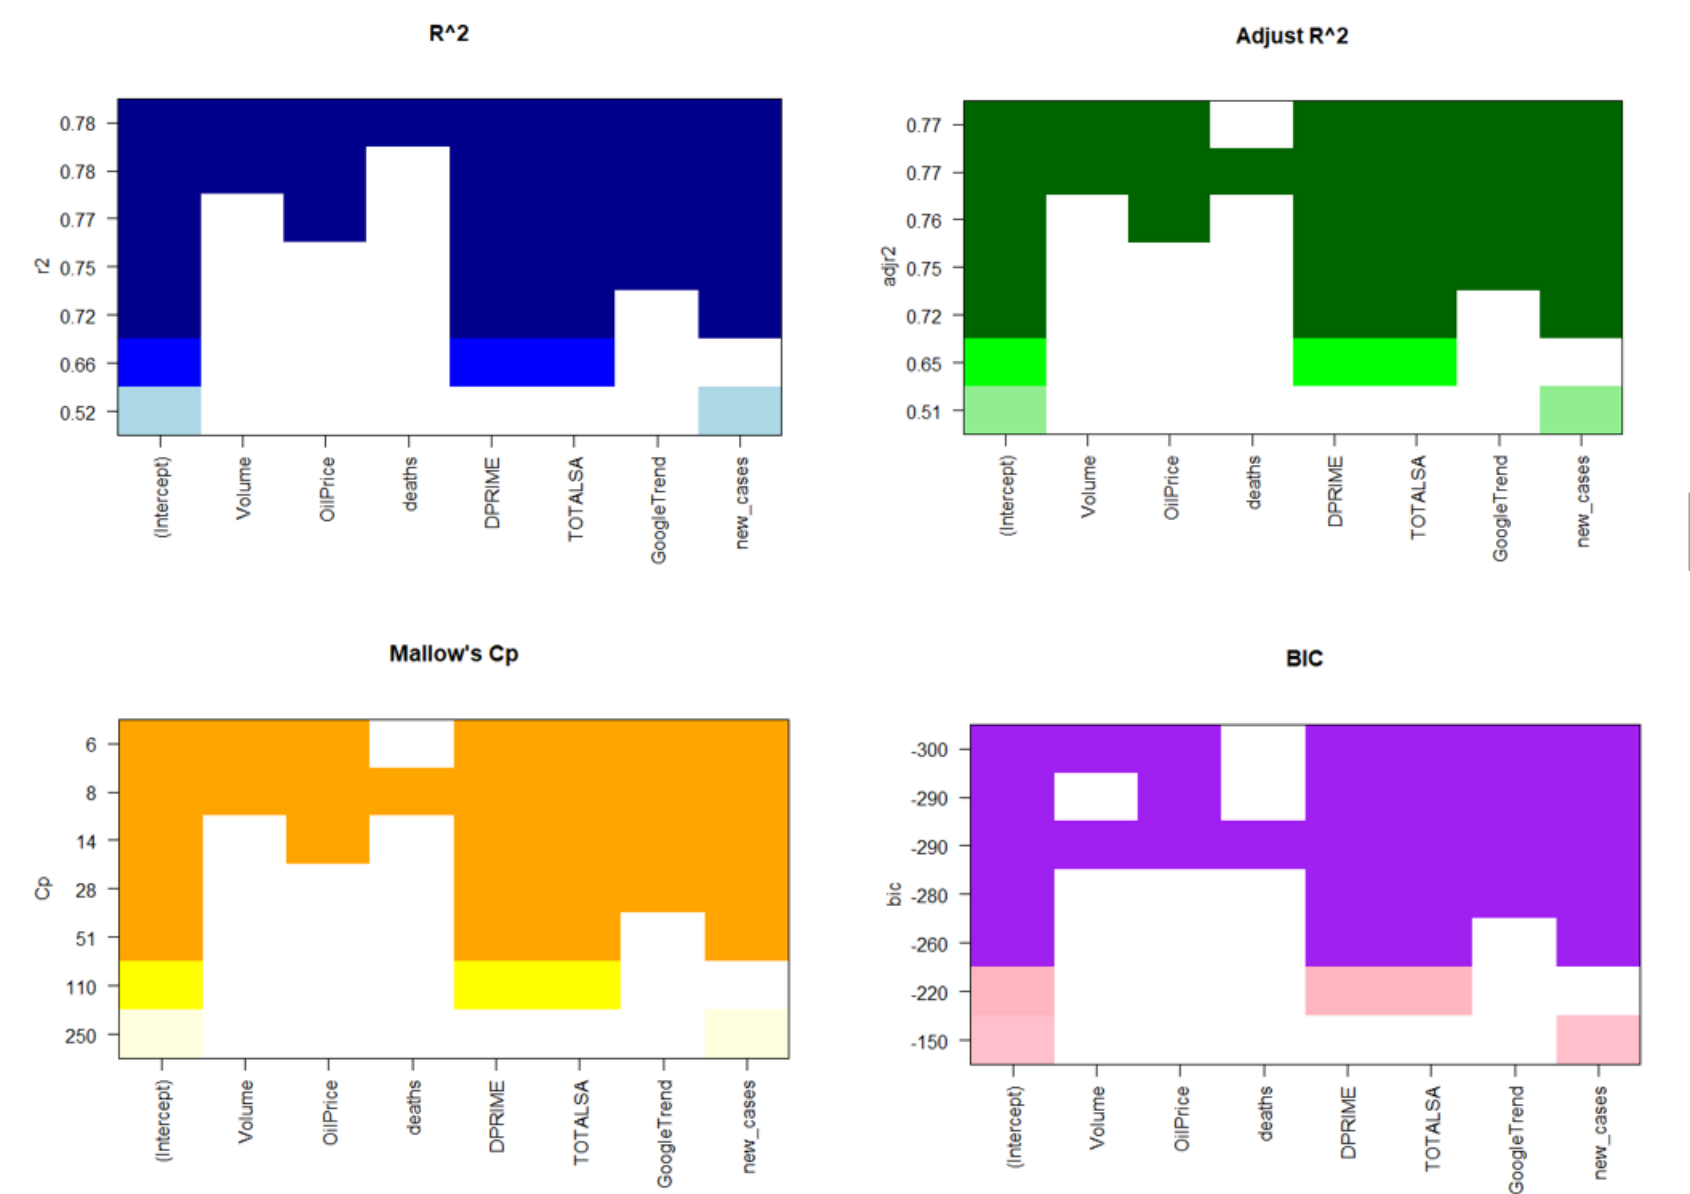 R^2
0.78
0.78
0.77
0.75
0.72
0.66
0.52
r2
(Intercept)
Volume
OilPrice
deaths
DPRIME
TOTALSA
GoogleTrend
new_cases
Adjust R^2
0.77
0.77
0.76
0.75
0.72
0.65
0.51
adjr2
(Intercept)
Volume
OilPrice
deaths
DPRIME
TOTALSA
GoogleTrend
new_cases
Mallow's Cp
6
8
14
28
51
110
250
Cp
(Intercept)
Volume
OilPrice
deaths
DPRIME
TOTALSA
GoogleTrend
new_cases
BIC
-300
-290
-290
-280
-260
-220
-150
bic
(Intercept)
Volume
OilPrice
deaths
DPRIME
TOTALSA
GoogleTrend
new_cases